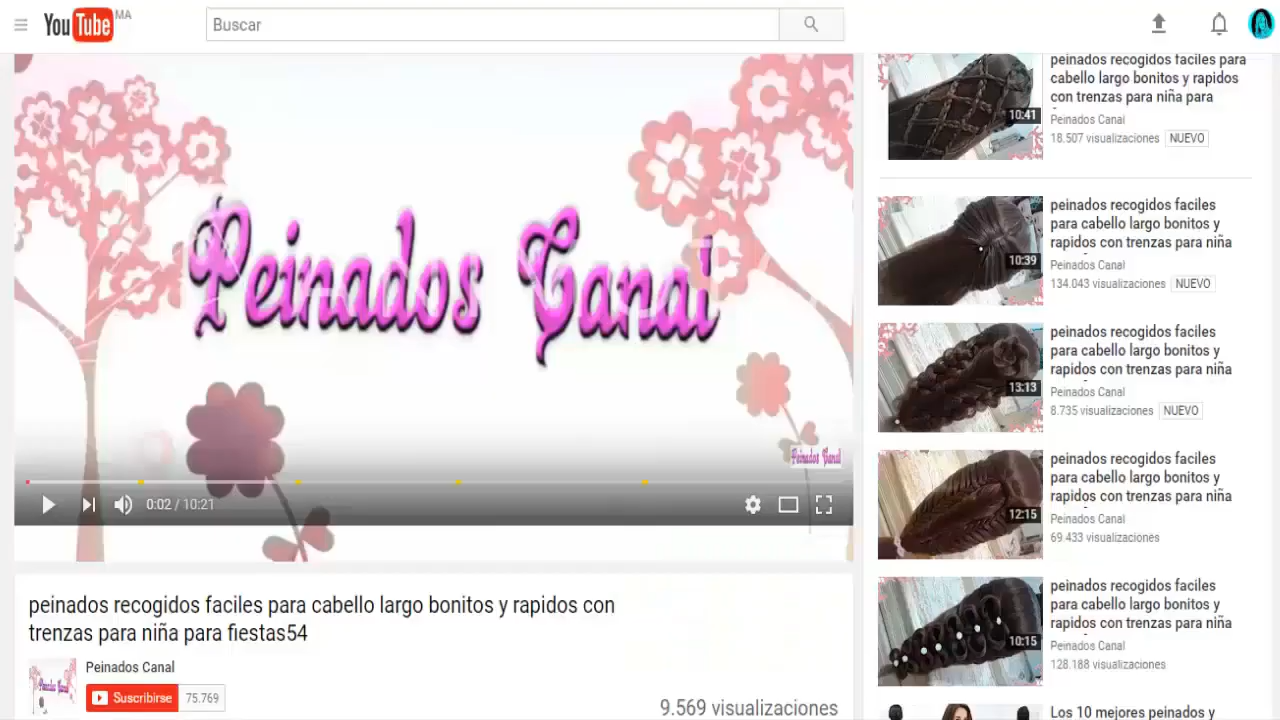 YouTube MA
Buscar
Peinados Canal
Peinados Canal
0:02 / 10:21
peinados recogidos faciles para cabello largo bonitos y rapidos con
trenzas para niña para fiestas54
Peinados Canal
Peinados Canal
Suscribirse 75.769
9.569 visualizaciones
10:41
peinados recogidos faciles para
cabello largo bonitos y rapidos
con trenzas para niña para
Peinados Canal
18.507 visualizaciones NUEVO
10:39
peinados recogidos faciles
para cabello largo bonitos y
rapidos con trenzas para niña
Peinados Canal
134.043 visualizaciones NUEVO
13:13
peinados recogidos faciles
para cabello largo bonitos y
rapidos con trenzas para niña
Peinados Canal
8.735 visualizaciones NUEVO
12:15
peinados recogidos faciles
para cabello largo bonitos y
rapidos con trenzas para niña
Peinados Canal
69.433 visualizaciones
10:15
peinados recogidos faciles
para cabello largo bonitos y
rapidos con trenzas para niña
Peinados Canal
128.188 visualizaciones
Los 10 mejores peinados y